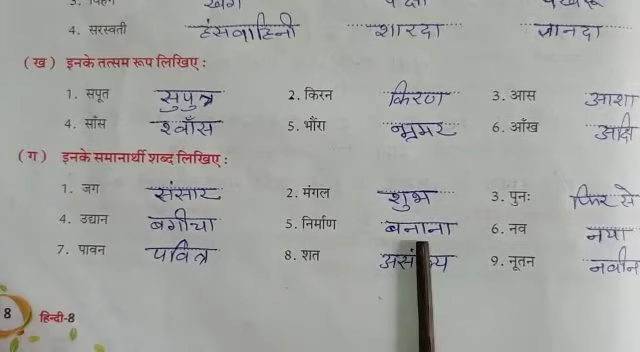 4. सरस्वती हंसवाहिनी शारदा ज्ञानदा
(ख) इनके तत्सम रूप लिखिए :
1. सपूत सुपुत्र 2. किरन किरण 3. आस आशा
4. साँस श्वाँस 5. भौंरा भ्रमर 6. आँख
(ग) इनके समानार्थी शब्द लिखिए :
1. जग संसार 2. मंगल शुभ 3. पुनः फिर से
4. उद्यान बगीचा 5. निर्माण बनाना 6. नव नया
7. पावन पवित्र 8. शत 9. नूतन नवीन
8 हिन्दी-8